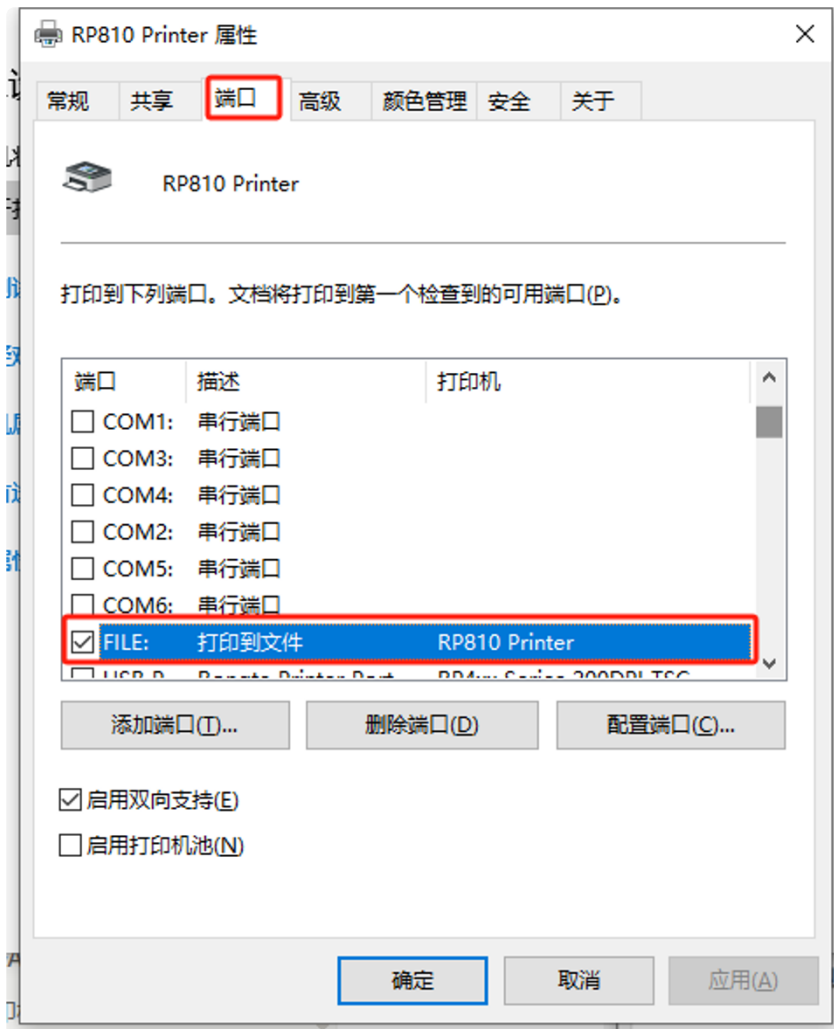 RP810 Printer 属性
常规 共享 端口 高级 颜色管理 安全 关于
RP810 Printer
打印到下列端口。文档将打印到第一个检查到的可用端口(P)。
端口 描述 打印机
COM1: 串行端口
COM3: 串行端口
COM4: 串行端口
COM2: 串行端口
COM5: 串行端口
COM6: 串行端口
FILE: 打印到文件 RP810 Printer
添加端口(T)... 删除端口(D) 配置端口(C)...
启用双向支持(E)
启用打印机池(N)
确定 取消 应用(A)